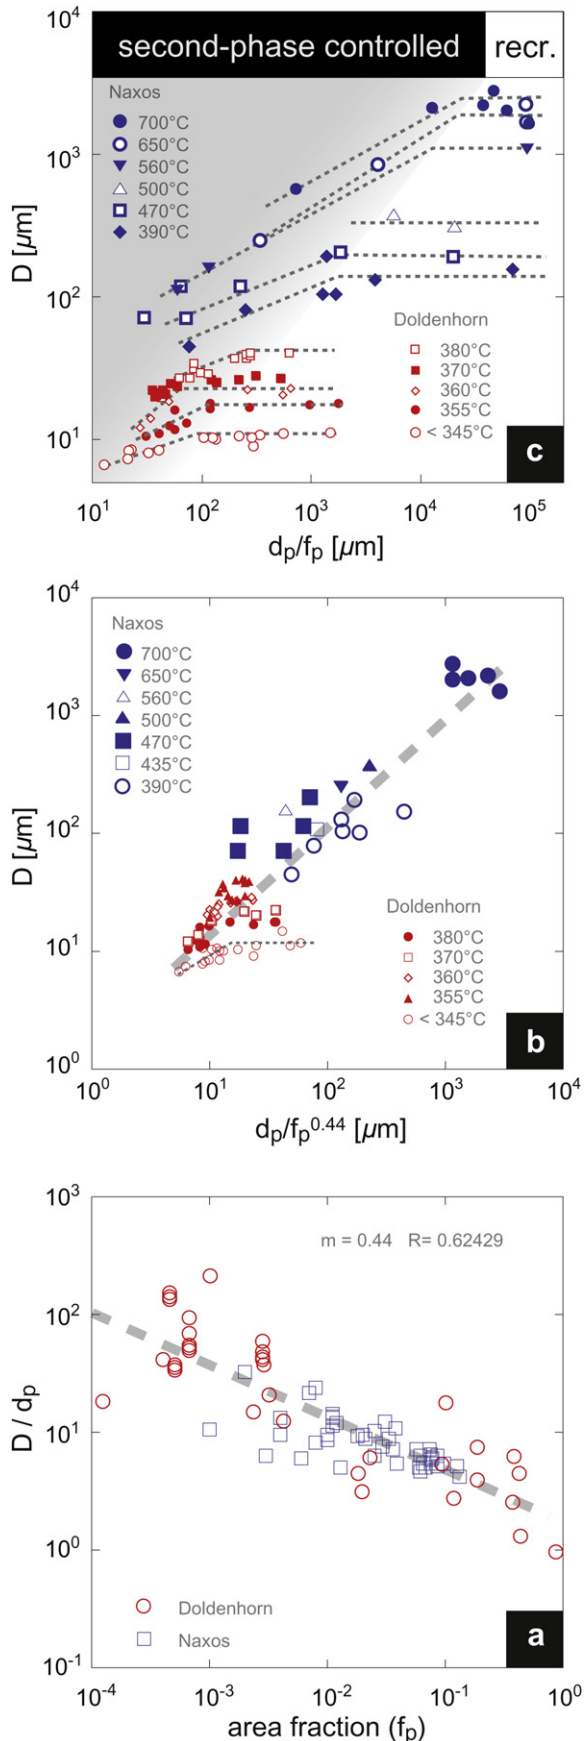 second-phase controlled recr.
10⁴
10³
10²
10¹
D [µm]
Naxos
700°C
650°C
560°C
500°C
470°C
390°C
Doldenhorn
380°C
370°C
360°C
355°C
< 345°C
c
10¹ 10² 10³ 10⁴ 10⁵
dₚ/fₚ [µm]
10⁴
10³
10²
10¹
10⁰
D [µm]
Naxos
700°C
650°C
560°C
500°C
470°C
435°C
390°C
Doldenhorn
380°C
370°C
360°C
355°C
< 345°C
b
10⁰ 10¹ 10² 10³ 10⁴
dₚ/fₚ⁰·⁴⁴ [µm]
10³
10²
10¹
10⁰
10⁻¹
D / dₚ
m = 0.44 R= 0.62429
Doldenhorn
Naxos
a
10⁻⁴ 10⁻³ 10⁻² 10⁻¹ 10⁰
area fraction (fₚ)